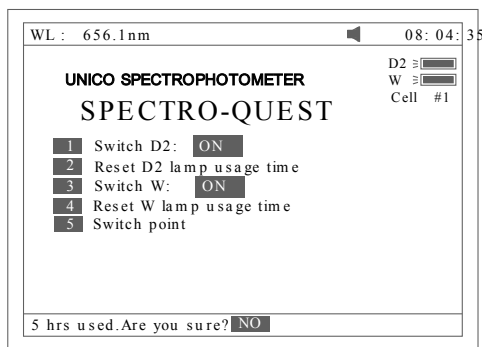 WL: 656.1nm 08:04:35
D2
W
Cell #1
UNICO SPECTROPHOTOMETER
SPECTRO-QUEST
1 Switch D2: ON
2 Reset D2 lamp usage time
3 Switch W: ON
4 Reset W lamp usage time
5 Switch point
5 hrs used.Are you sure? NO